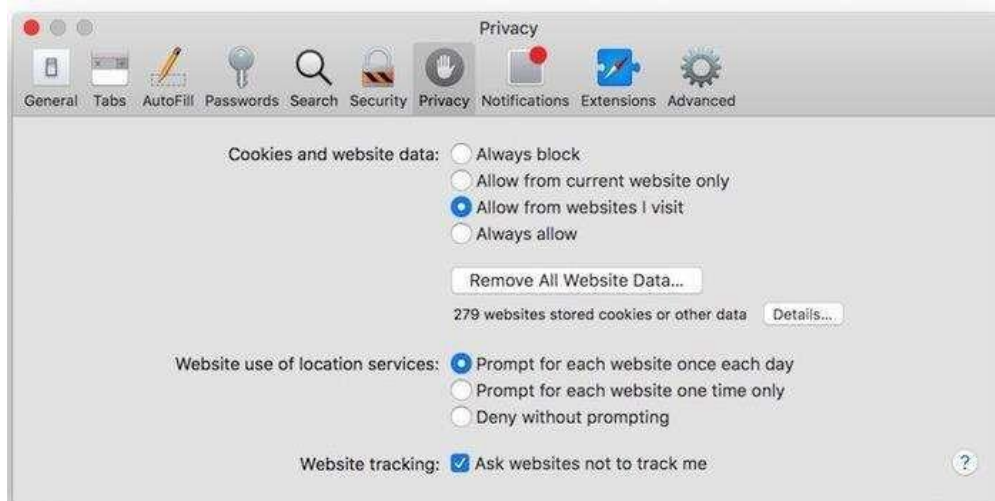 Privacy
General Tabs AutoFill Passwords Search Security Privacy Notifications Extensions Advanced
Cookies and website data: Always block
Allow from current website only
Allow from websites I visit
Always allow
Remove All Website Data...
279 websites stored cookies or other data Details...
Website use of location services: Prompt for each website once each day
Prompt for each website one time only
Deny without prompting
Website tracking: Ask websites not to track me ?